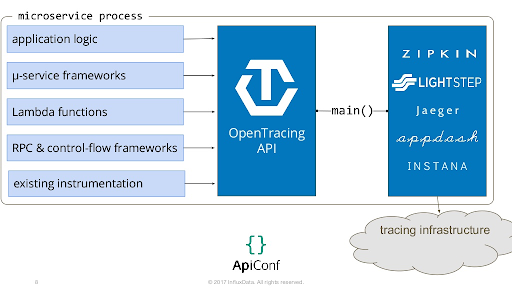 microservice process
application logic
μ-service frameworks
Lambda functions
RPC & control-flow frameworks
existing instrumentation
OpenTracing
API
main()
ZIPKIN
LIGHTSTEP
Jaeger
appdash
INSTANA
tracing infrastructure
{}
ApiConf
© 2017 InfluxData. All rights reserved.